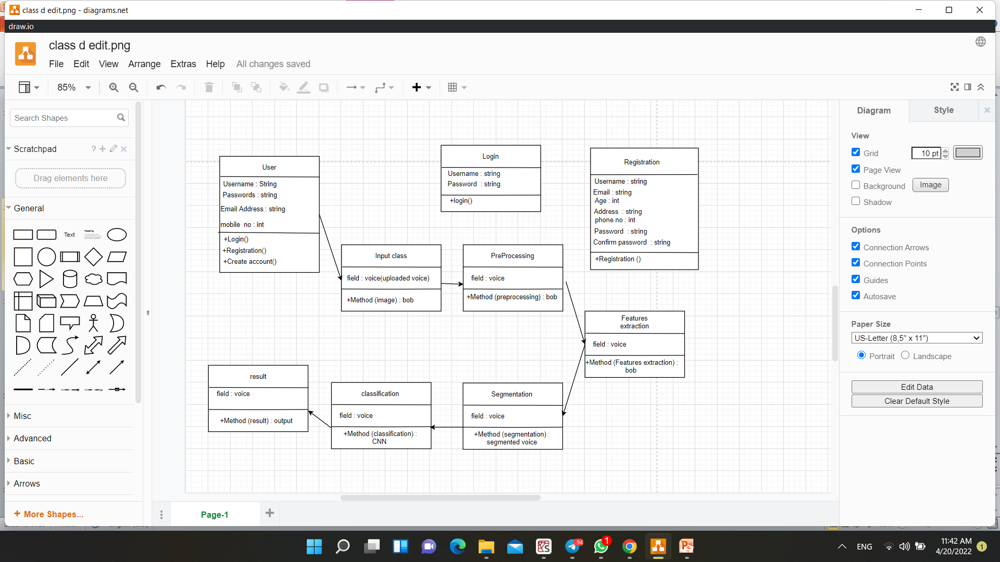 class d edit.png - diagrams.net
draw.io
class d edit.png
File Edit View Arrange Extras Help All changes saved
85%
Search Shapes
Scratchpad
?
Drag elements here
General
Text
Heading
Misc
Advanced
Basic
Arrows
+ More Shapes...
User
Username : String
Passwords : string
Email Address : string
mobile no : int
+Login()
+Registration()
+Create account()
Login
Username : string
Password : string
+login()
Registration
Username : string
Email : string
Age : int
Address : string
phone no : int
Password : string
Confirm password : string
+Registration ()
Input class
field : voice(uploaded voice)
+Method (image) : bob
PreProcessing
field : voice
+Method (preprocessing) : bob
Features
extraction
field : voice
+Method (Features extraction) :
bob
result
field : voice
+Method (result) : output
classification
field : voice
+Method (classification) :
CNN
Segmentation
field : voice
+Method (segmentation) :
segmented voice
Page-1
Diagram Style
View
Grid 10 pt
Page View
Background Image
Shadow
Options
Connection Arrows
Connection Points
Guides
Autosave
Paper Size
US-Letter (8,5" x 11")
Portrait Landscape
Edit Data
Clear Default Style
94
1
ENG
11:42 AM
4/20/2022
1